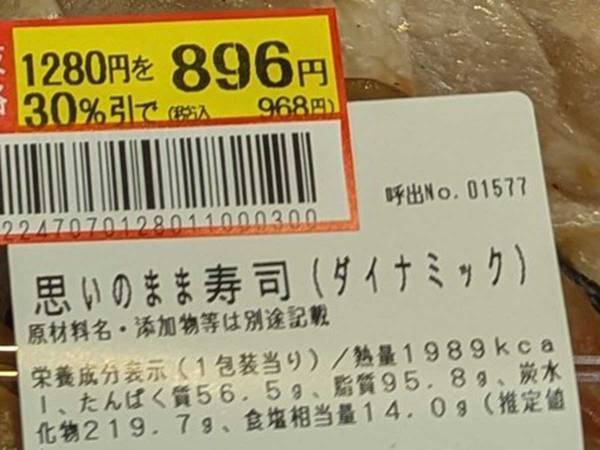 1280円を 896円
30%引で (税込 968円)
2247070128011000300
呼出No.01577
思いのまま寿司(ダイナミック)
原材料名・添加物等は別途記載
栄養成分表示(1包装当り)/熱量1989kca
l、たんぱく質56.5g、脂質95.8g、炭水
化物219.7g、食塩相当量14.0g(推定値